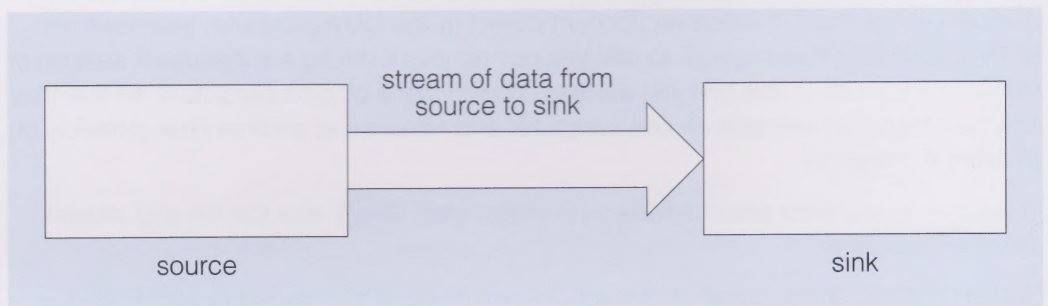 stream of data from
source to sink
source
sink